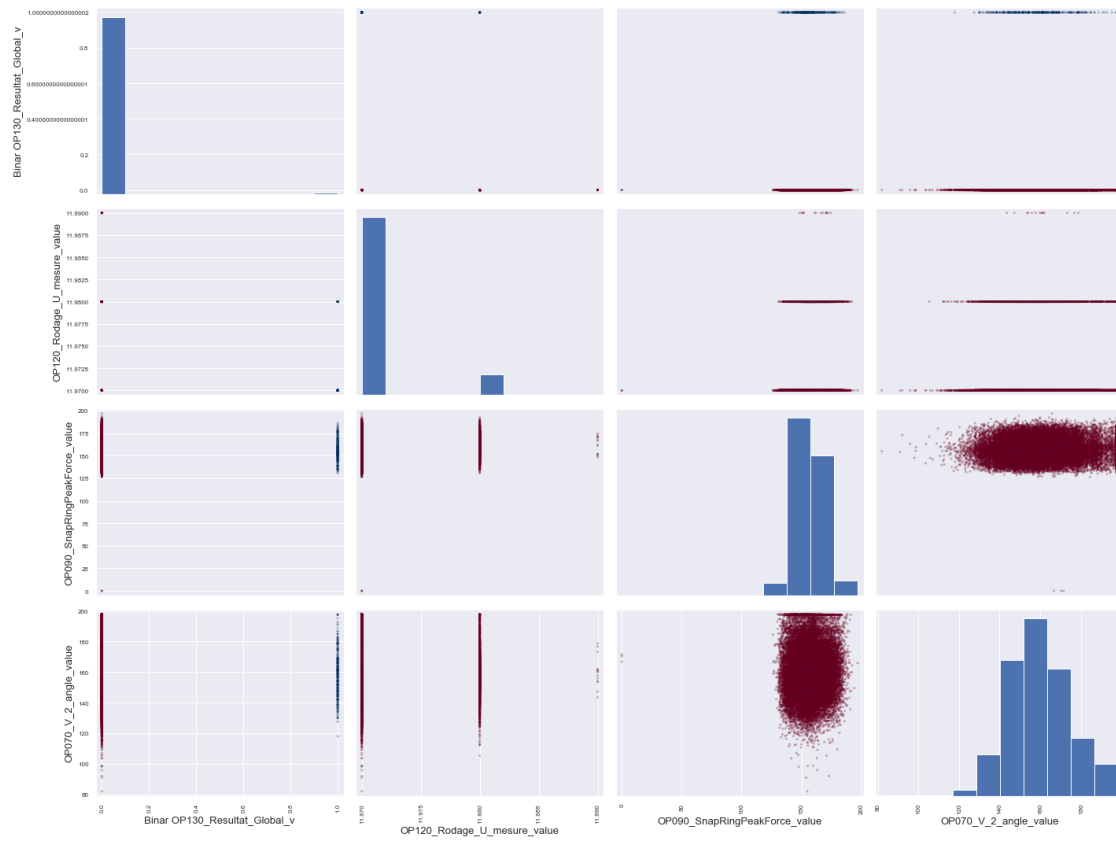 Binar OP130_Resultat_Global_v
1.0000000000000002
0.8
0.6000000000000001
0.4000000000000001
0.2
0.0
OP120_Rodage_U_mesure_value
11.9900
11.9875
11.9850
11.9825
11.9800
11.9775
11.9750
11.9725
11.9700
OP090_SnapRingPeakForce_value
200
175
150
125
100
75
50
25
0
OP070_V_2_angle_value
200
180
160
140
120
100
80
0.0 0.2 0.4 0.6 0.8 1.0
Binar OP130_Resultat_Global_v
11.970 11.975 11.980 11.985 11.990
OP120_Rodage_U_mesure_value
0 50 100 150 200
OP090_SnapRingPeakForce_value
80 100 120 140 160 180
OP070_V_2_angle_value